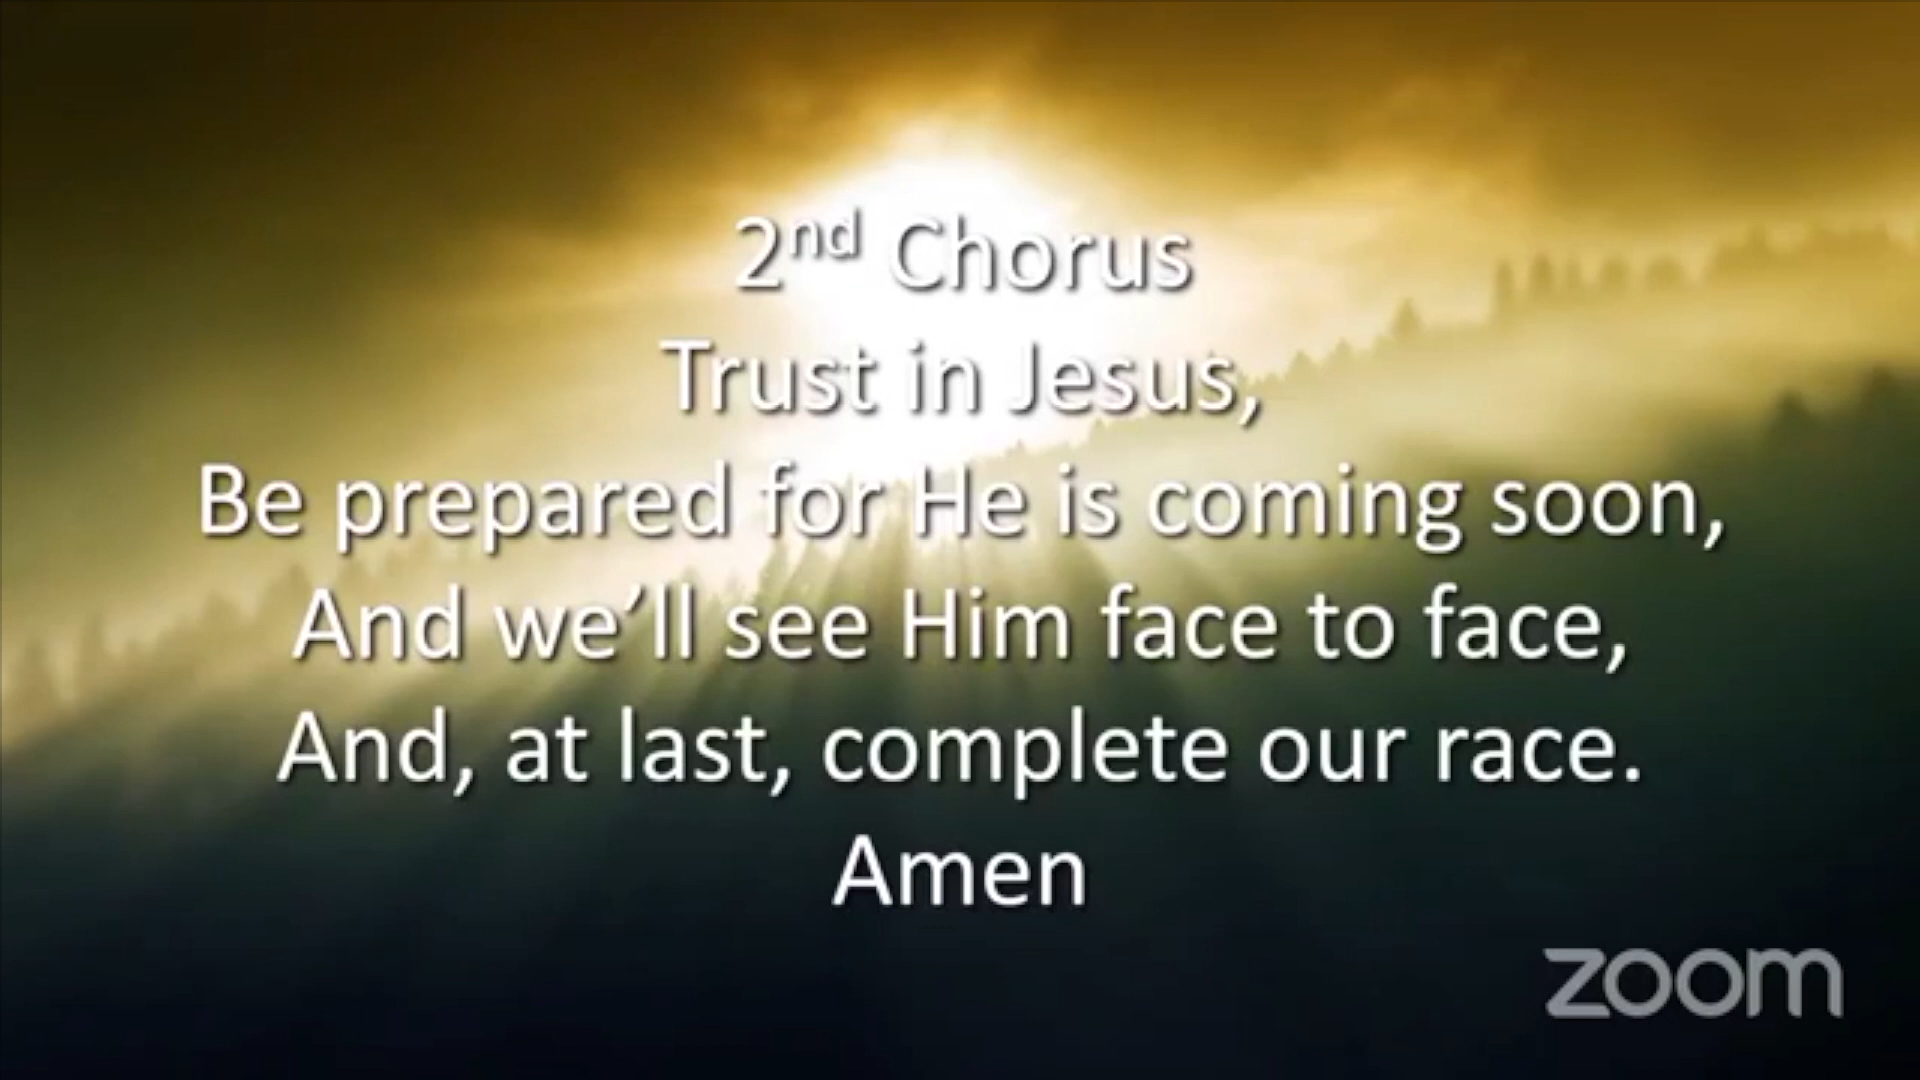 2nd Chorus
Trust in Jesus,
Be prepared for He is coming soon,
And we’ll see Him face to face,
And, at last, complete our race.
Amen
zoom